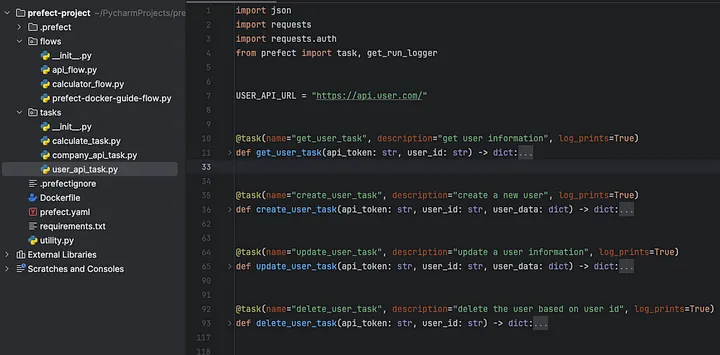 prefect-project ~/PycharmProjects/pre
.prefect
flows
__init__.py
api_flow.py
calculator_flow.py
prefect-docker-guide-flow.py
tasks
__init__.py
calculate_task.py
company_api_task.py
user_api_task.py
.prefectignore
Dockerfile
prefect.yaml
requirements.txt
utility.py
External Libraries
Scratches and Consoles
1 import json
2 import requests
3 import requests.auth
4 from prefect import task, get_run_logger
5
6
7 USER_API_URL = "https://api.user.com/"
8
9
10 @task(name="get_user_task", description="get user information", log_prints=True)
11 def get_user_task(api_token: str, user_id: str) -> dict:...
33
34
35 @task(name="create_user_task", description="create a new user", log_prints=True)
36 def create_user_task(api_token: str, user_id: str, user_data: dict) -> dict:...
62
63
64 @task(name="update_user_task", description="update a user information", log_prints=True)
65 def update_user_task(api_token: str, user_id: str, user_data: dict) -> dict:...
90
91
92 @task(name="delete_user_task", description="delete the user based on user id", log_prints=True)
93 def delete_user_task(api_token: str, user_id: str) -> dict:...
117
118